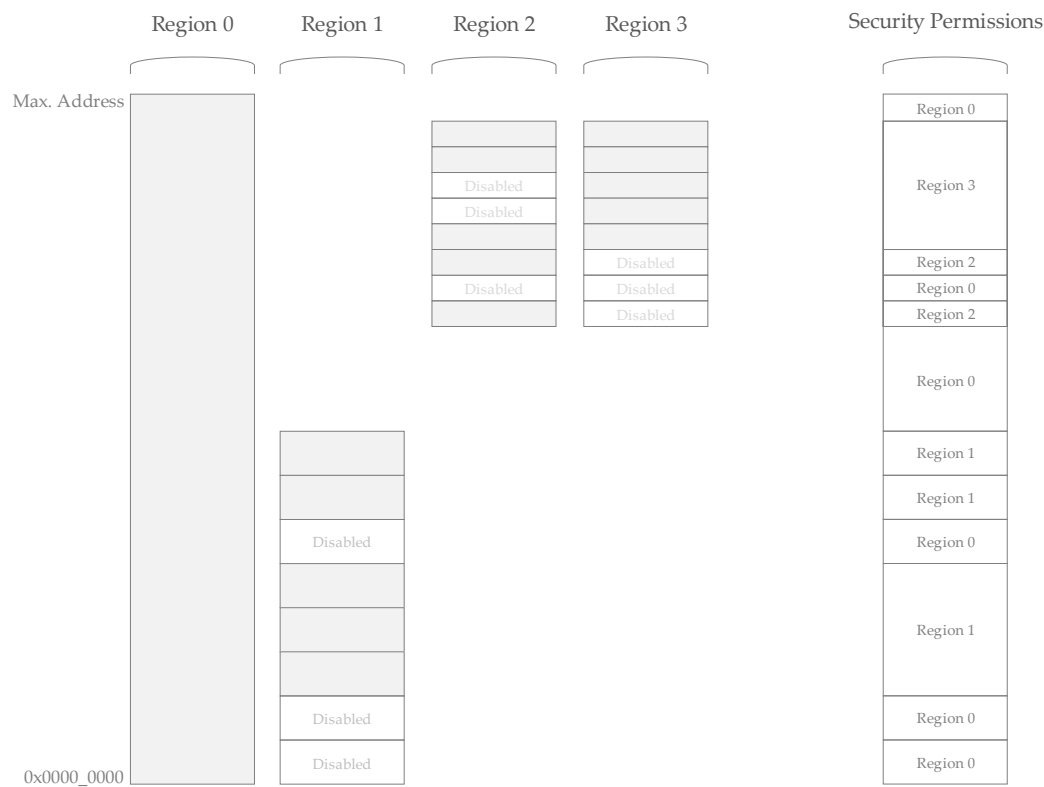 Region 0 Region 1 Region 2 Region 3 Security Permissions
Max. Address
Region 0
Disabled
Region 3
Disabled
Disabled
Region 2
Disabled
Disabled
Region 0
Disabled
Region 2
Region 0
Region 1
Region 1
Disabled
Region 0
Region 1
Disabled
Region 0
Disabled
Region 0
0x0000_0000